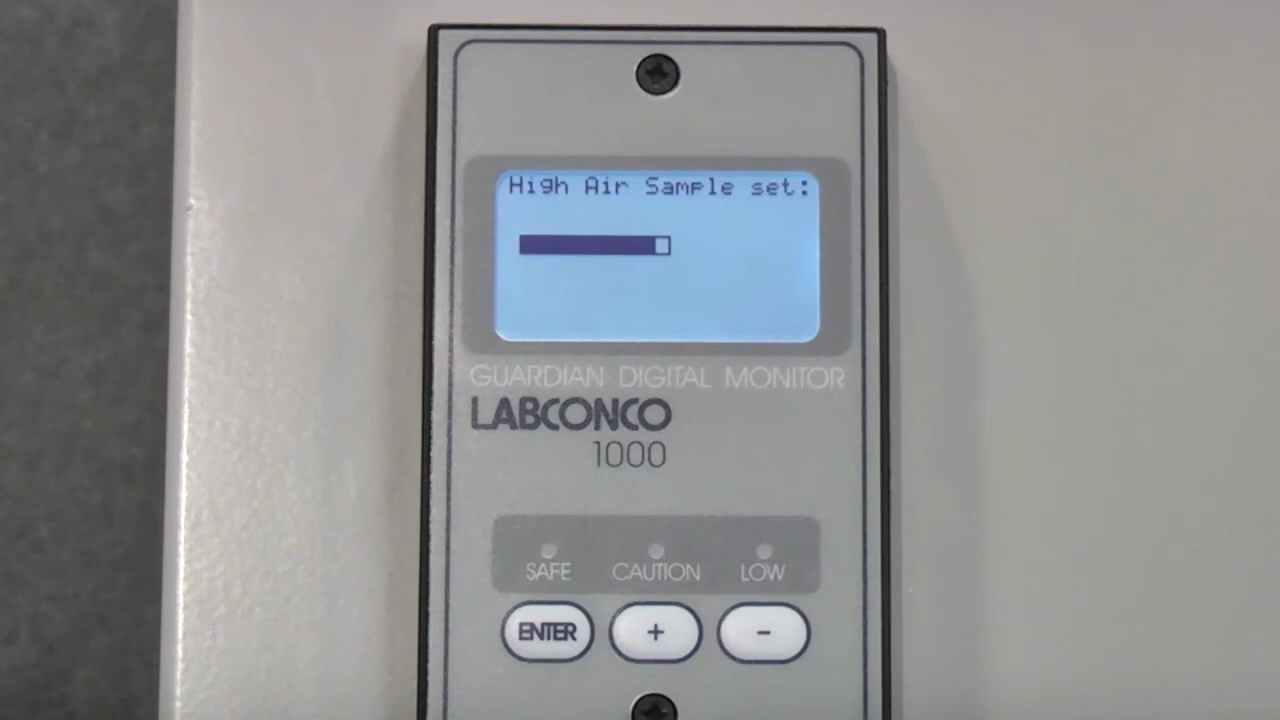 High Air Sample set:
GUARDIAN DIGITAL MONITOR
LABCONCO
1000
SAFE CAUTION LOW
ENTER + -